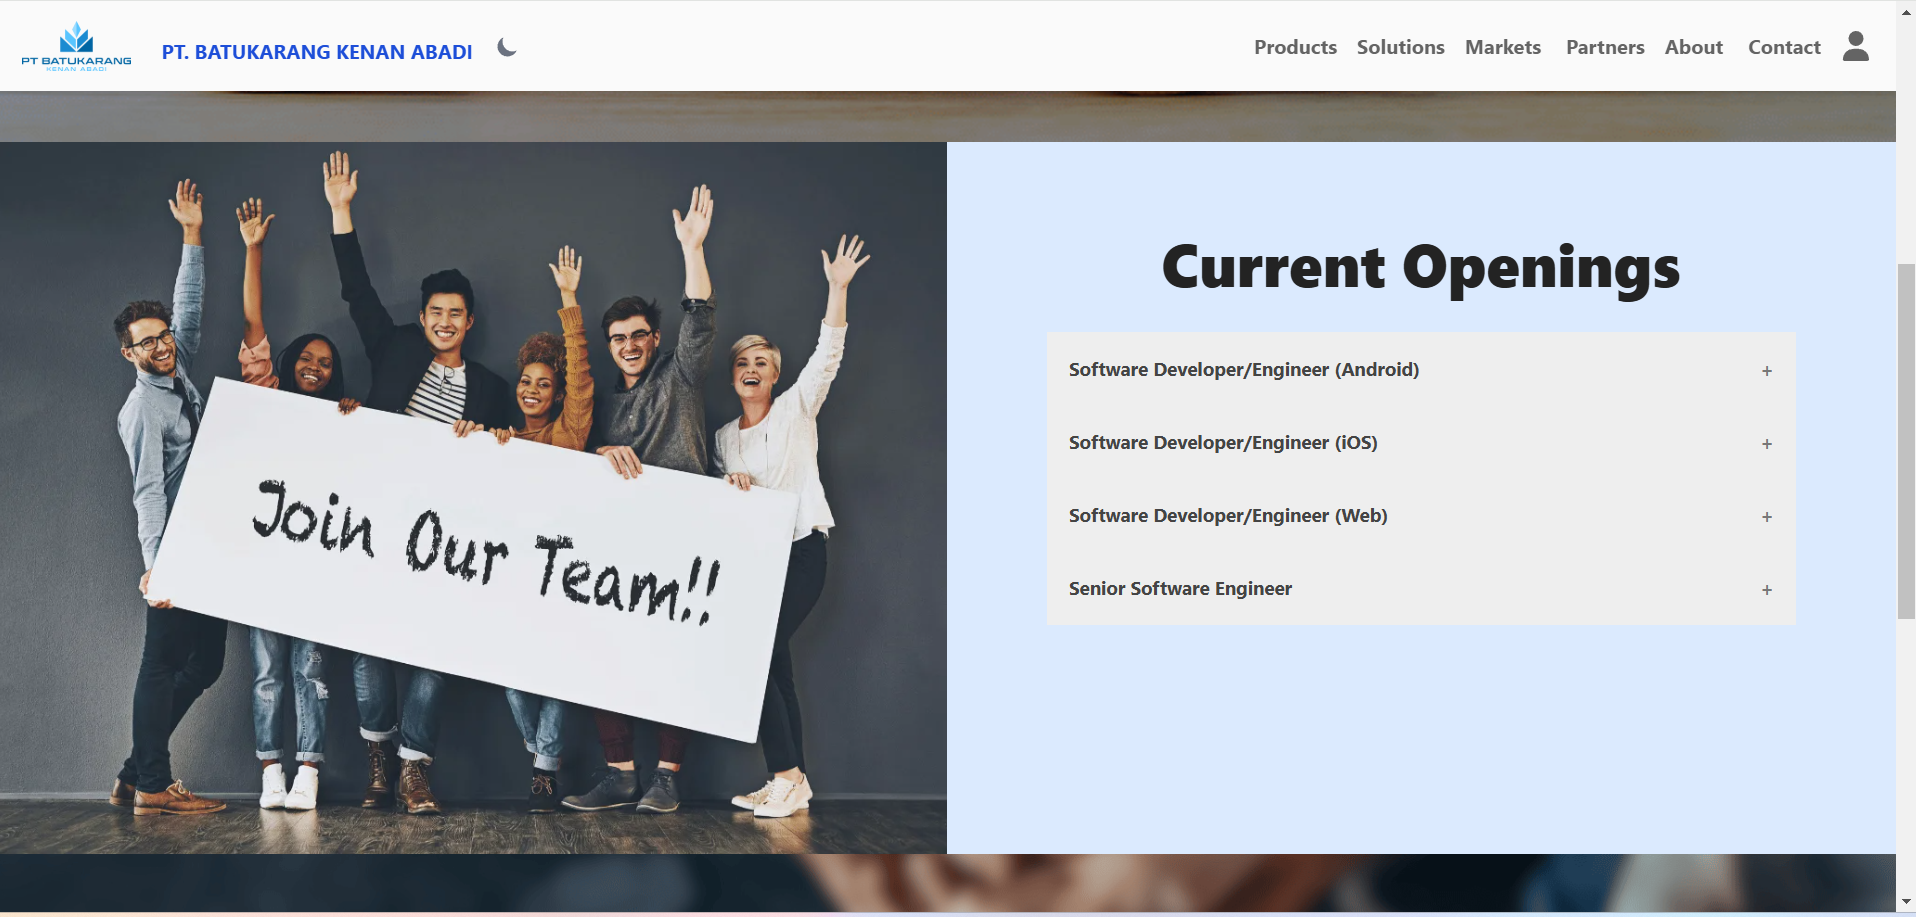 PT BATUKARANG
KENAN ABADI
PT. BATUKARANG KENAN ABADI
Products Solutions Markets Partners About Contact
Join Our Team!!
Current Openings
Software Developer/Engineer (Android) +
Software Developer/Engineer (iOS) +
Software Developer/Engineer (Web) +
Senior Software Engineer +